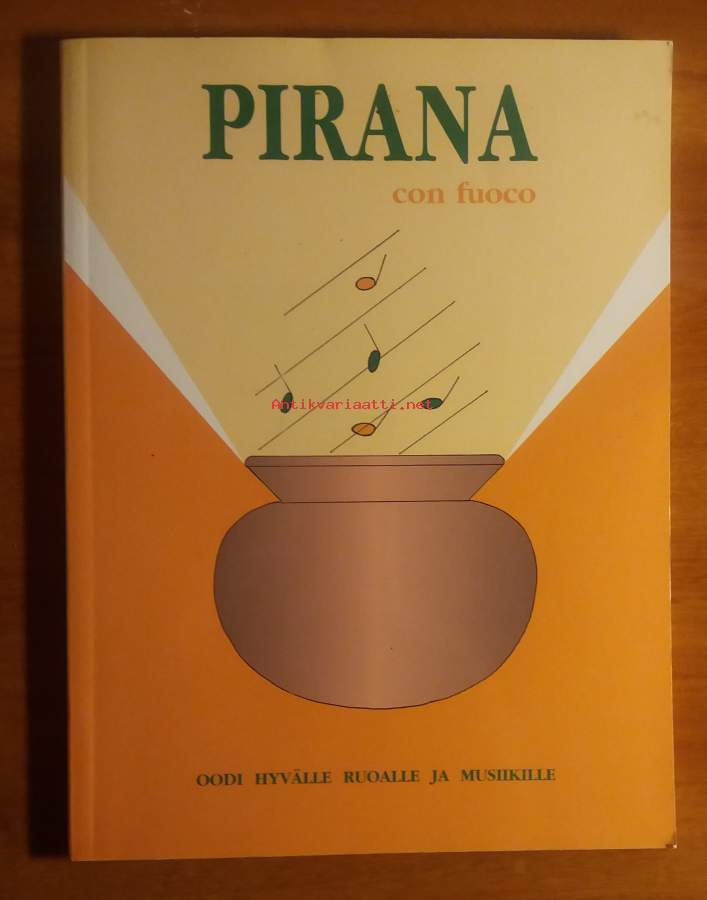 PIRANA
con fuoco
Antikvariaatti.net
OODI HYVÄLLE RUOALLE JA MUSIIKILLE